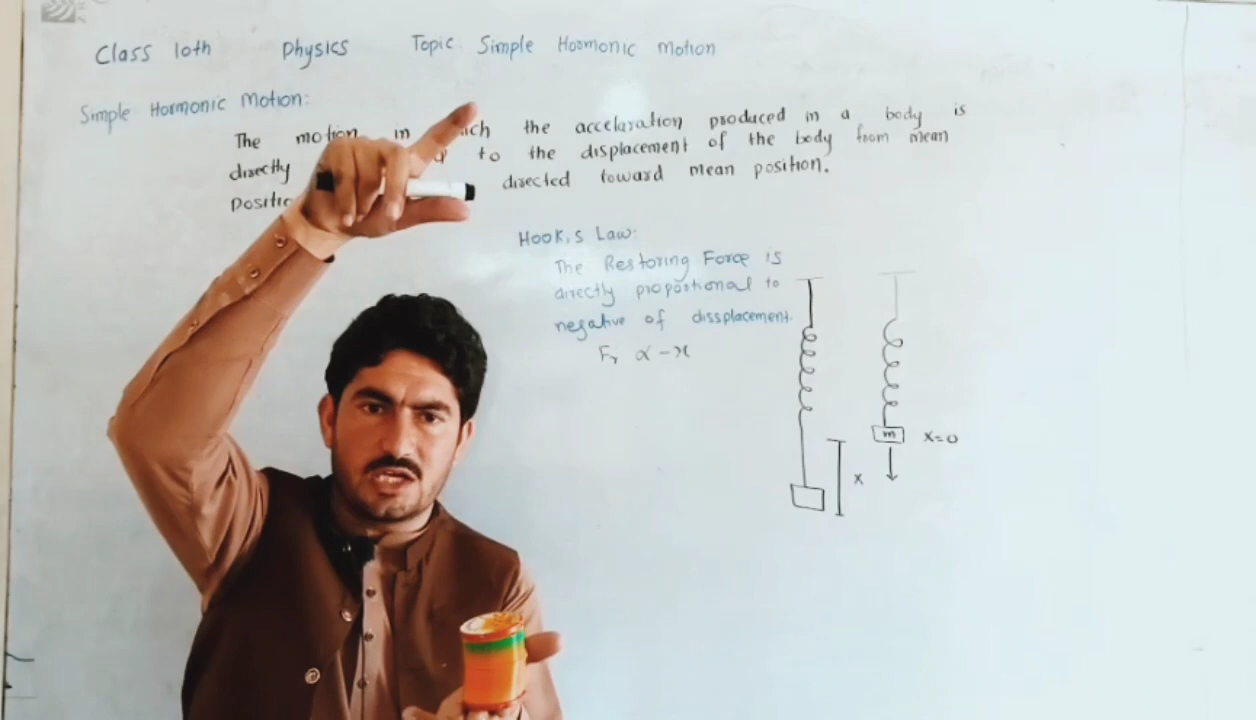 Class 10th Physics Topic: Simple Hormonic Motion
Simple Hormonic Motion:
The motion in the acceleration produced in a body is
directly to the displacement of the body from mean
directed toward mean position.
Hook,s Law:
The Restoring Force is
directly proportional to
negative of dissplacement.
Fr ∝ -x
m x=0
x